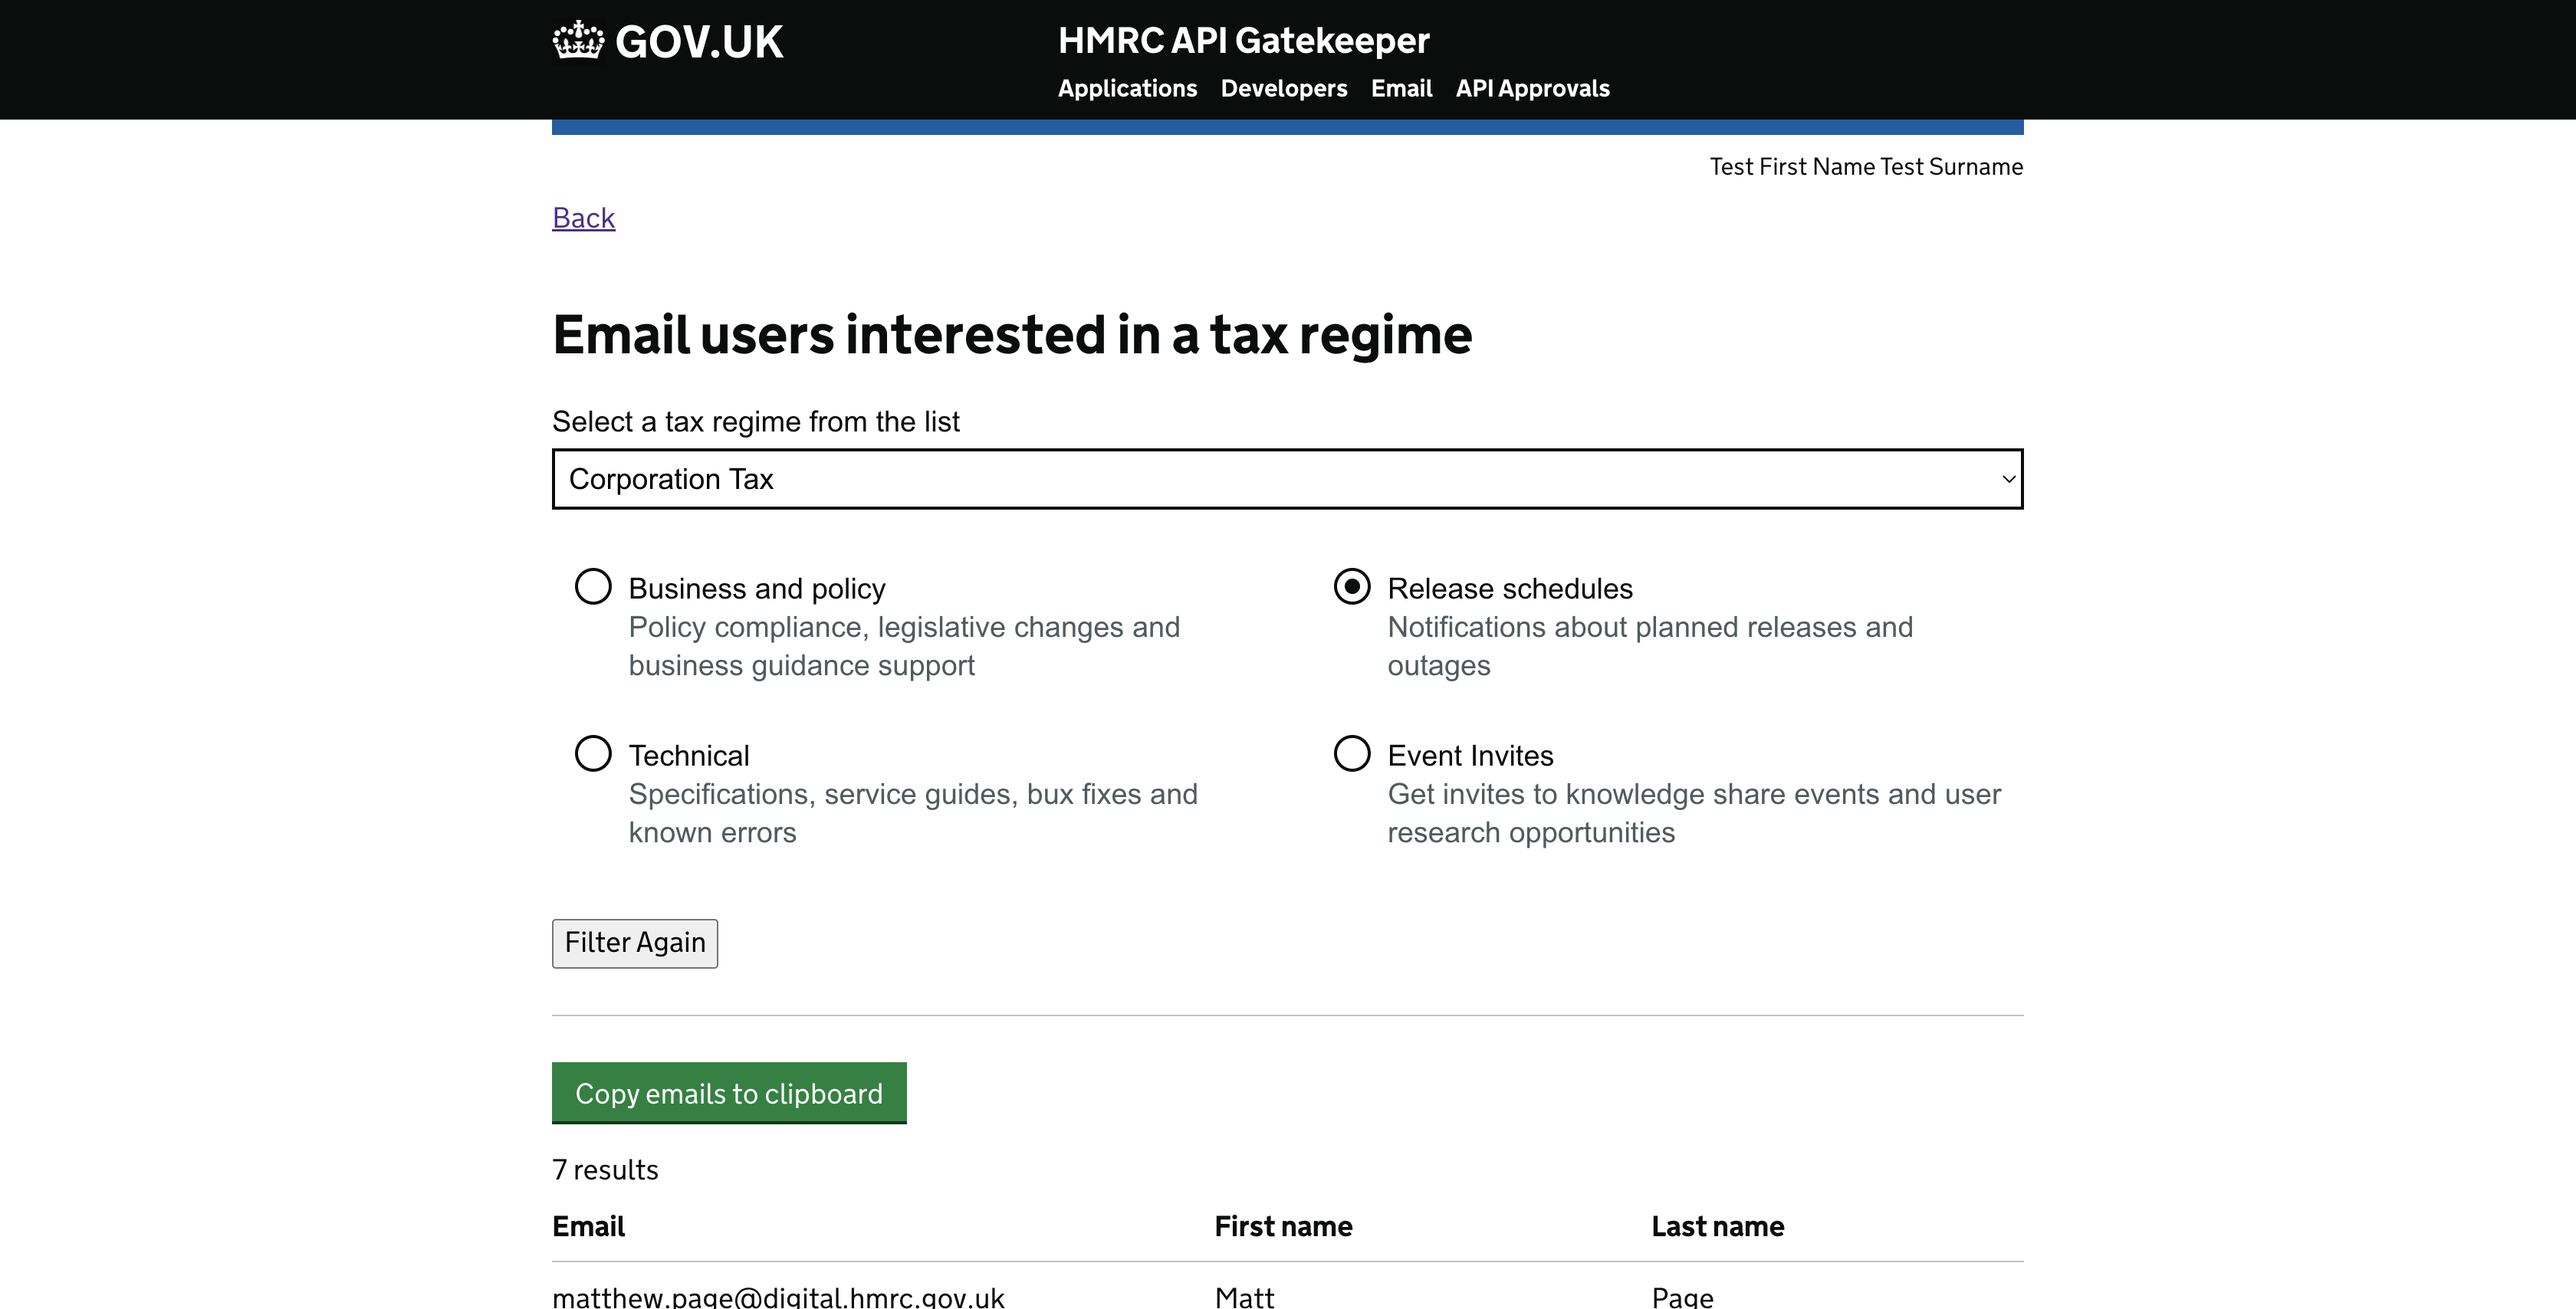 GOV.UK
HMRC API Gatekeeper
Applications Developers Email API Approvals
Test First Name Test Surname
Back
Email users interested in a tax regime
Select a tax regime from the list
Corporation Tax
Business and policy
Policy compliance, legislative changes and
business guidance support
Release schedules
Notifications about planned releases and
outages
Technical
Specifications, service guides, bux fixes and
known errors
Event Invites
Get invites to knowledge share events and user
research opportunities
Filter Again
Copy emails to clipboard
7 results
Email First name Last name
matthew.page@digital.hmrc.gov.uk Matt Page